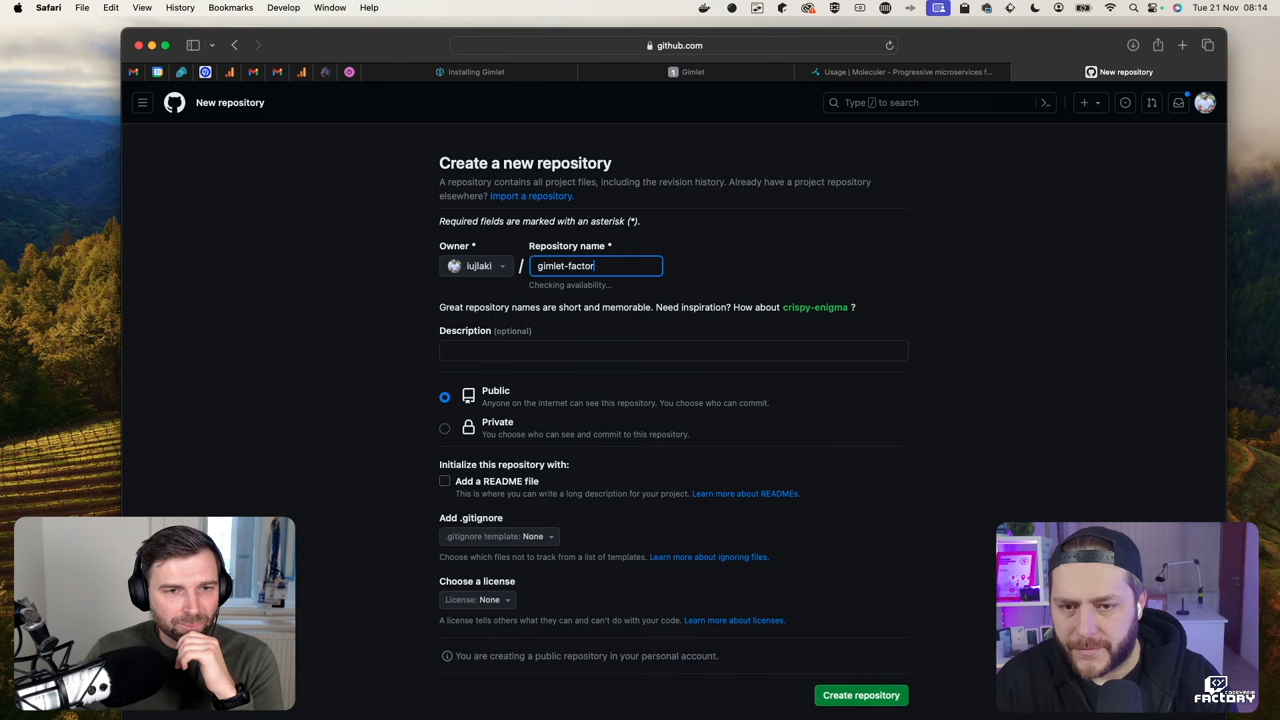 Safari File Edit View History Bookmarks Develop Window Help
Tue 21 Nov 08:14
github.com
Installing Gimlet
1 Gimlet
Usage | Moleculer - Progressive microservices f...
New repository
New repository
Type / to search
Create a new repository
A repository contains all project files, including the revision history. Already have a project repository
elsewhere? Import a repository.
Required fields are marked with an asterisk (*).
Owner * Repository name *
iujlaki / gimlet-factor
Checking availability...
Great repository names are short and memorable. Need inspiration? How about crispy-enigma ?
Description (optional)
Public
Anyone on the internet can see this repository. You choose who can commit.
Private
You choose who can see and commit to this repository.
Initialize this repository with:
Add a README file
This is where you can write a long description for your project. Learn more about READMEs.
Add .gitignore
.gitignore template: None
Choose which files not to track from a list of templates. Learn more about ignoring files.
Choose a license
License: None
A license tells others what they can and can't do with your code. Learn more about licenses.
You are creating a public repository in your personal account.
Create repository
FACTORY